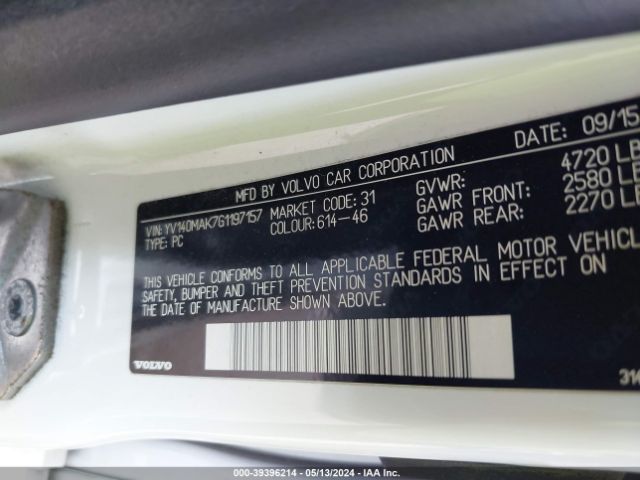 DATE: 09/15
MFD BY VOLVO CAR CORPORATION
VIN: YV140MAK7G1197157 MARKET CODE: 31 GVWR: 4720 LB
TYPE: PC COLOUR: 614-46 GAWR FRONT: 2580 LB
GAWR REAR: 2270 LB
THIS VEHICLE CONFORMS TO ALL APPLICABLE FEDERAL MOTOR VEHICLE
SAFETY, BUMPER AND THEFT PREVENTION STANDARDS IN EFFECT ON
THE DATE OF MANUFACTURE SHOWN ABOVE.
VOLVO
314
000-39396214 - 05/13/2024 - IAAI.COM